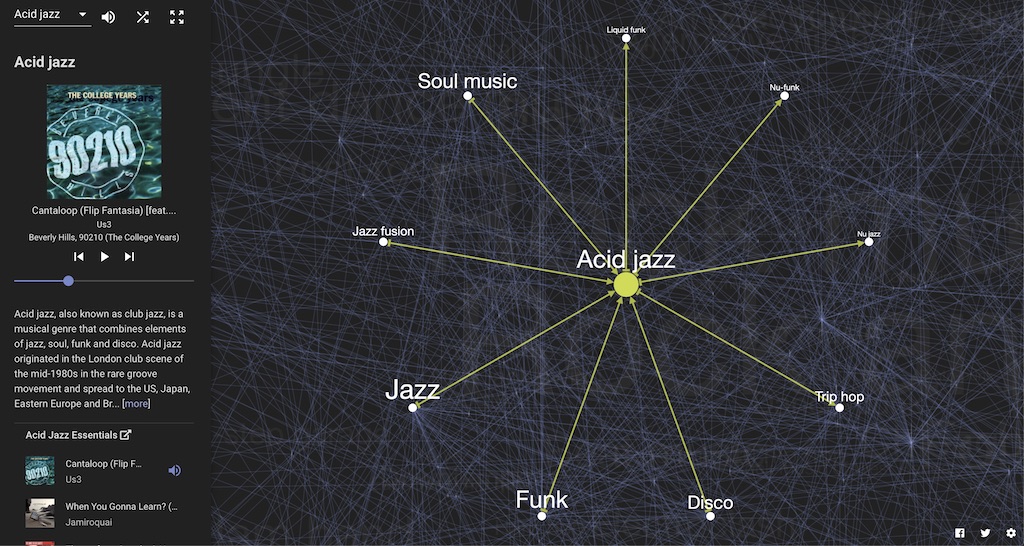 Acid jazz
Acid jazz
THE COLLEGE YEARS
BEVERLY
90210
HILLS
Cantaloop (Flip Fantasia) [feat....
Us3
Beverly Hills, 90210 (The College Years)
Acid jazz, also known as club jazz, is a
musical genre that combines elements
of jazz, soul, funk and disco. Acid jazz
originated in the London club scene of
the mid-1980s in the rare groove
movement and spread to the US, Japan,
Eastern Europe and Br... [more]
Acid Jazz Essentials
90210
Cantaloop (Flip F...
Us3
When You Gonna Learn? (...
Jamiroquai
Liquid funk
Soul music
Nu-funk
Jazz fusion
Nu jazz
Acid jazz
Jazz
Trip hop
Funk
Disco